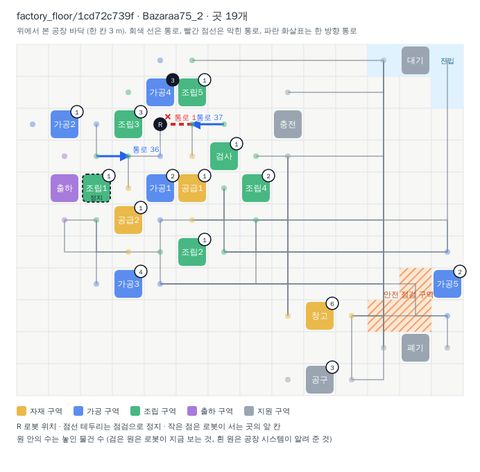 factory_floor/1cd72c739f · Bazaraa75_2 · 곳 19개
위에서 본 공장 바닥 (한 칸 3 m). 회색 선은 통로, 빨간 점선은 막힌 통로, 파란 화살표는 한 방향 통로
대기
진입
3
1
가공4
조립5
1
3
1
가공2
조립3
R
✕ 통로 1
통로 37
충전
통로 36
1
검사
1
2
1
2
출하
조립1
정지
가공1
공급1
조립4
1
공급2
1
조립2
4
2
가공3
안전 점검 구역
가공5
6
창고
폐기
3
공구
자재 구역
가공 구역
조립 구역
출하 구역
지원 구역
R 로봇 위치 · 점선 테두리는 점검으로 정지 · 작은 점은 로봇이 서는 곳의 앞 칸
원 안의 수는 놓인 물건 수 (검은 원은 로봇이 지금 보는 것, 흰 원은 공장 시스템이 알려 준 것)